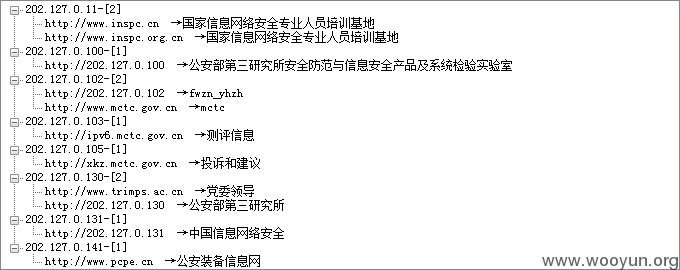 202.127.0.11-[2]
http://www.inspc.cn →国家信息网络安全专业人员培训基地
http://www.inspc.org.cn →国家信息网络安全专业人员培训基地
202.127.0.100-[1]
http://202.127.0.100 →公安部第三研究所安全防范与信息安全产品及系统检验实验室
202.127.0.102-[2]
http://202.127.0.102 →fwzn_yhzh
http://www.mctc.gov.cn →mctc
202.127.0.103-[1]
http://ipv6.mctc.gov.cn →测评信息
202.127.0.105-[1]
http://xkz.mctc.gov.cn →投诉和建议
202.127.0.130-[2]
http://www.trimps.ac.cn →党委领导
http://202.127.0.130 →公安部第三研究所
202.127.0.131-[1]
http://202.127.0.131 →中国信息网络安全
202.127.0.141-[1]
http://www.pcpe.cn →公安装备信息网
www.wooyun.org